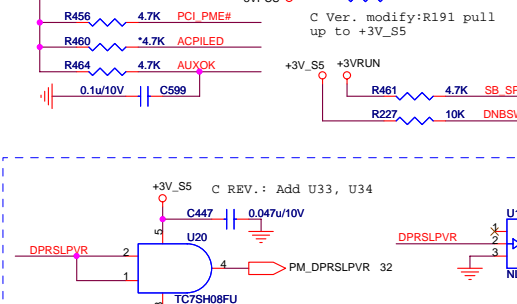 R456 4.7K PCI_PME#
C Ver. modify:R191 pull
up to +3V_S5
R460 *4.7K ACPILED
R464 4.7K AUXOK
+3V_S5 +3VRUN
0.1u/10V C599
R461 4.7K
R227 10K
+3V_S5 C REV.: Add U33, U34
C447 0.047u/10V
5 U20
DPRSLPVR 2
1
4 PM_DPRSLPVR 32
TC7SH08FU
DPRSLPVR
1
2
3